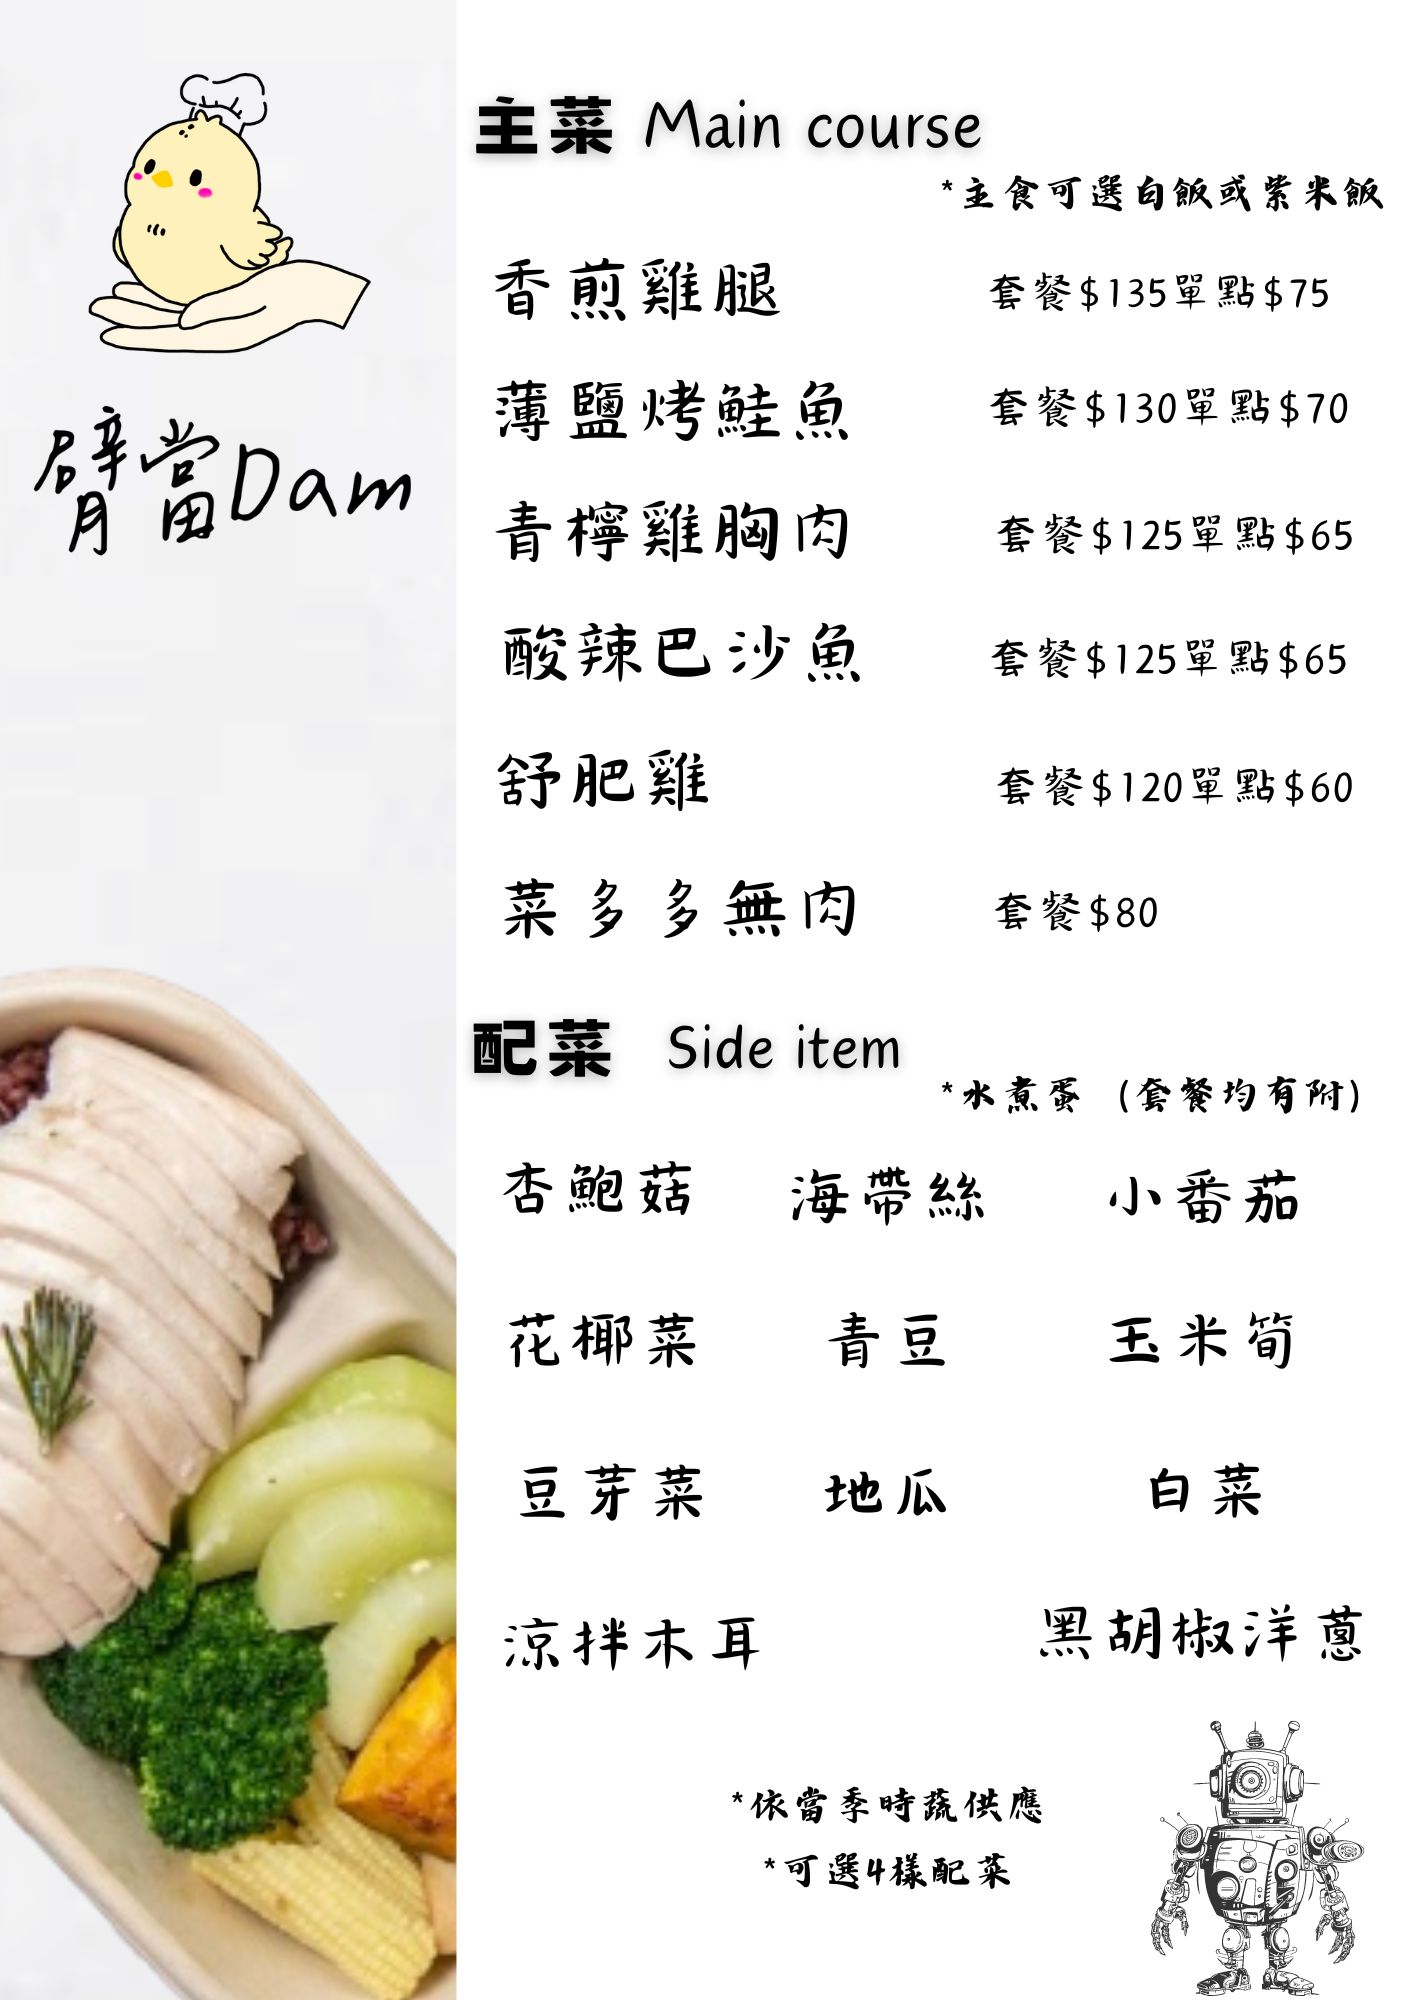 臂當Dam
主菜 Main course
*主食可選白飯或紫米飯
香煎雞腿 套餐$135單點$75
薄鹽烤鮭魚 套餐$130單點$70
青檸雞胸肉 套餐$125單點$65
酸辣巴沙魚 套餐$125單點$65
舒肥雞 套餐$120單點$60
菜多多無肉 套餐$80
配菜 Side item
*水煮蛋 (套餐均有附)
杏鮑菇 海帶絲 小番茄
花椰菜 青豆 玉米筍
豆芽菜 地瓜 白菜
涼拌木耳 黑胡椒洋蔥
*依當季時蔬供應
*可選4樣配菜